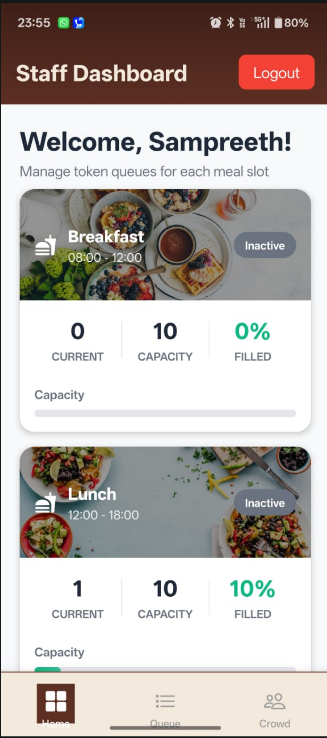 23:55 80%
Staff Dashboard Logout
Welcome, Sampreeth!
Manage token queues for each meal slot
Breakfast
08:00 - 12:00
Inactive
0 10 0%
CURRENT CAPACITY FILLED
Capacity
Lunch
12:00 - 18:00
Inactive
1 10 10%
CURRENT CAPACITY FILLED
Capacity
Home Queue Crowd